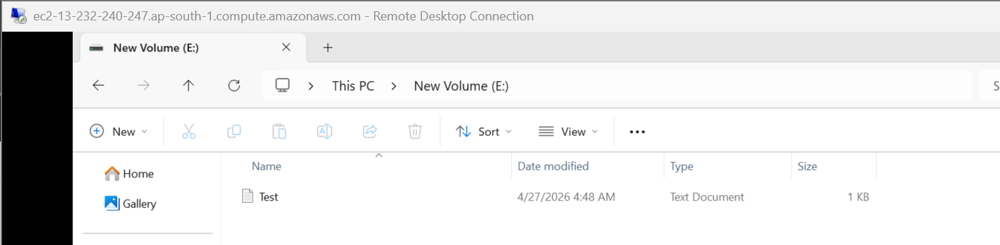 ec2-13-232-240-247.ap-south-1.compute.amazonaws.com - Remote Desktop Connection
New Volume (E:)
This PC > New Volume (E:)
S
New Sort View
Name Date modified Type Size
Home
Test 4/27/2026 4:48 AM Text Document 1 KB
Gallery